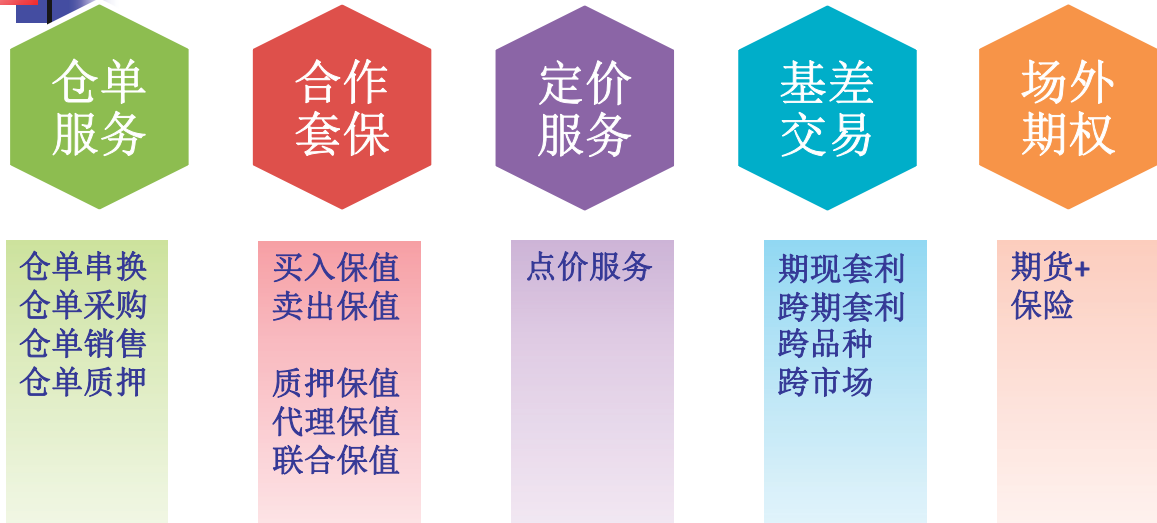 仓单
服务
合作
套保
定价
服务
基差
交易
场外
期权
仓单串换
仓单采购
仓单销售
仓单质押
买入保值
卖出保值
质押保值
代理保值
联合保值
点价服务
期现套利
跨期套利
跨品种
跨市场
期货+
保险